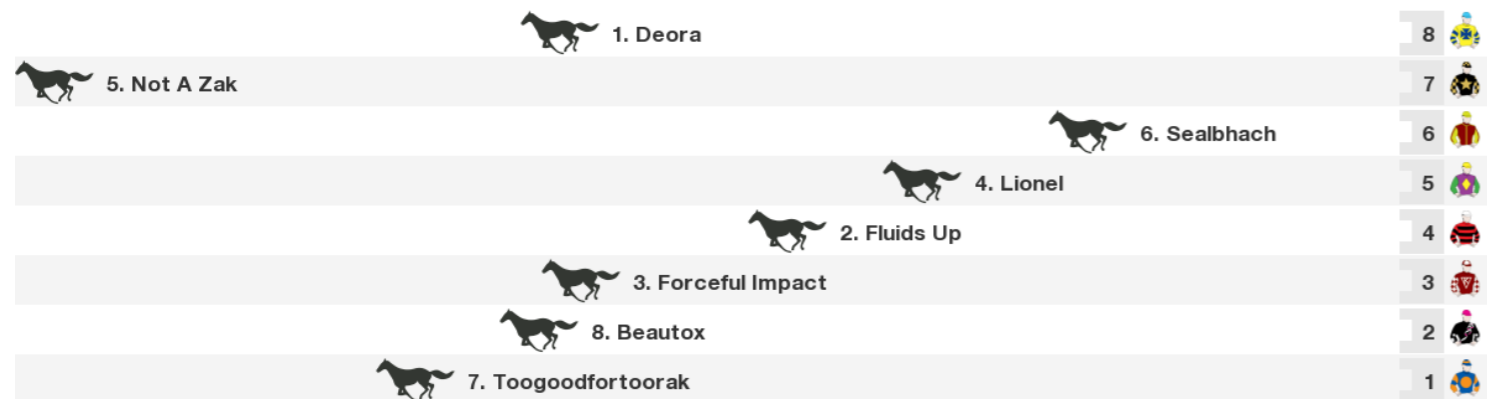 1. Deora 8
5. Not A Zak 7
6. Sealbhach 6
4. Lionel 5
2. Fluids Up 4
3. Forceful Impact 3
8. Beautox 2
7. Toogoodfortoorak 1